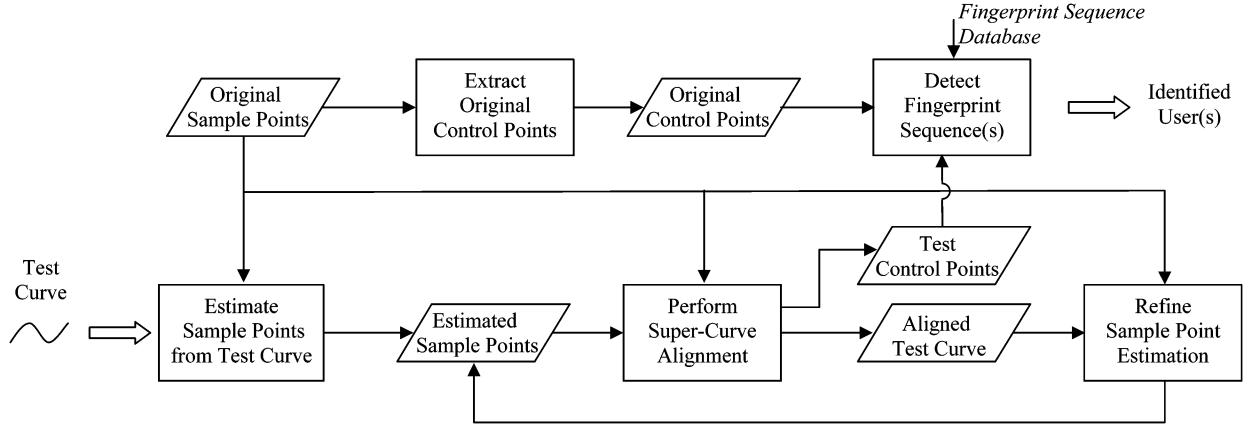 Fingerprint Sequence
Database
Original
Sample Points
Extract
Original
Control Points
Original
Control Points
Detect
Fingerprint
Sequence(s)
Identified
User(s)
Test
Curve
Estimate
Sample Points
from Test Curve
Estimated
Sample Points
Perform
Super-Curve
Alignment
Test
Control Points
Aligned
Test Curve
Refine
Sample Point
Estimation